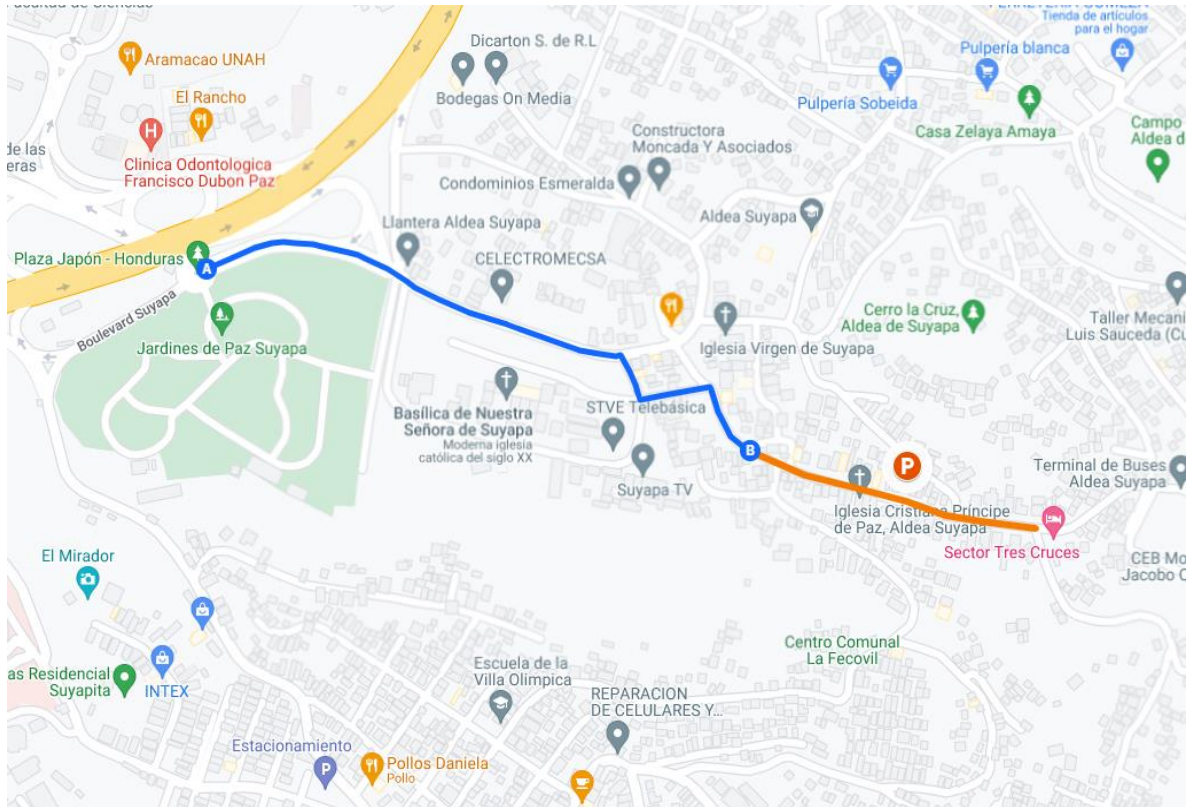 Dicarton S. de R.L
Tienda de artículos
para el hogar
Aramacao UNAH
Pulpería blanca
El Rancho
Bodegas On Media
Pulpería Sobeida
H
Casa Zelaya Amaya
Campo
Aldea d
de las
eras
Clinica Odontologica
Francisco Dubon Paz
Constructora
Moncada Y Asociados
Condominios Esmeralda
Llantera Aldea Suyapa
Aldea Suyapa
Plaza Japón - Honduras
A
CELECTROMECSA
Boulevard Suyapa
Cerro la Cruz,
Aldea de Suyapa
Taller Mecani
Luis Sauceda (Cu
Jardines de Paz Suyapa
Iglesia Virgen de Suyapa
Basílica de Nuestra
Señora de Suyapa
Moderna iglesia
católica del siglo XX
STVE Telebásica
B
P
Suyapa TV
Terminal de Buses
Aldea Suyapa
Iglesia Cristiana Príncipe
de Paz, Aldea Suyapa
Sector Tres Cruces
El Mirador
CEB Mo
Jacobo C
Centro Comunal
La Fecovil
as Residencial
Suyapita
INTEX
Escuela de la
Villa Olimpica
REPARACION
DE CELULARES Y...
Estacionamiento
P
Pollos Daniela
Pollo